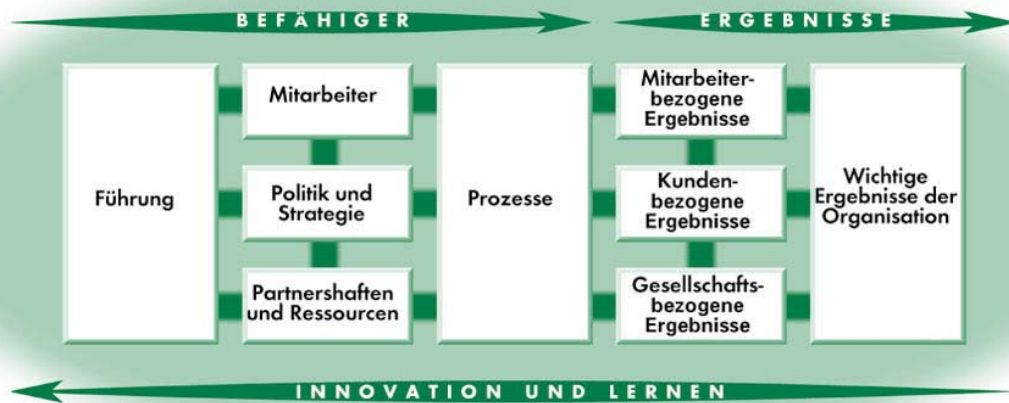 BEFÄHIGER
ERGEBNISSE
Führung
Mitarbeiter
Politik und
Strategie
Partnershaften
und Ressourcen
Prozesse
Mitarbeiter-
bezogene
Ergebnisse
Kunden-
bezogene
Ergebnisse
Gesellschafts-
bezogene
Ergebnisse
Wichtige
Ergebnisse der
Organisation
INNOVATION UND LERNEN